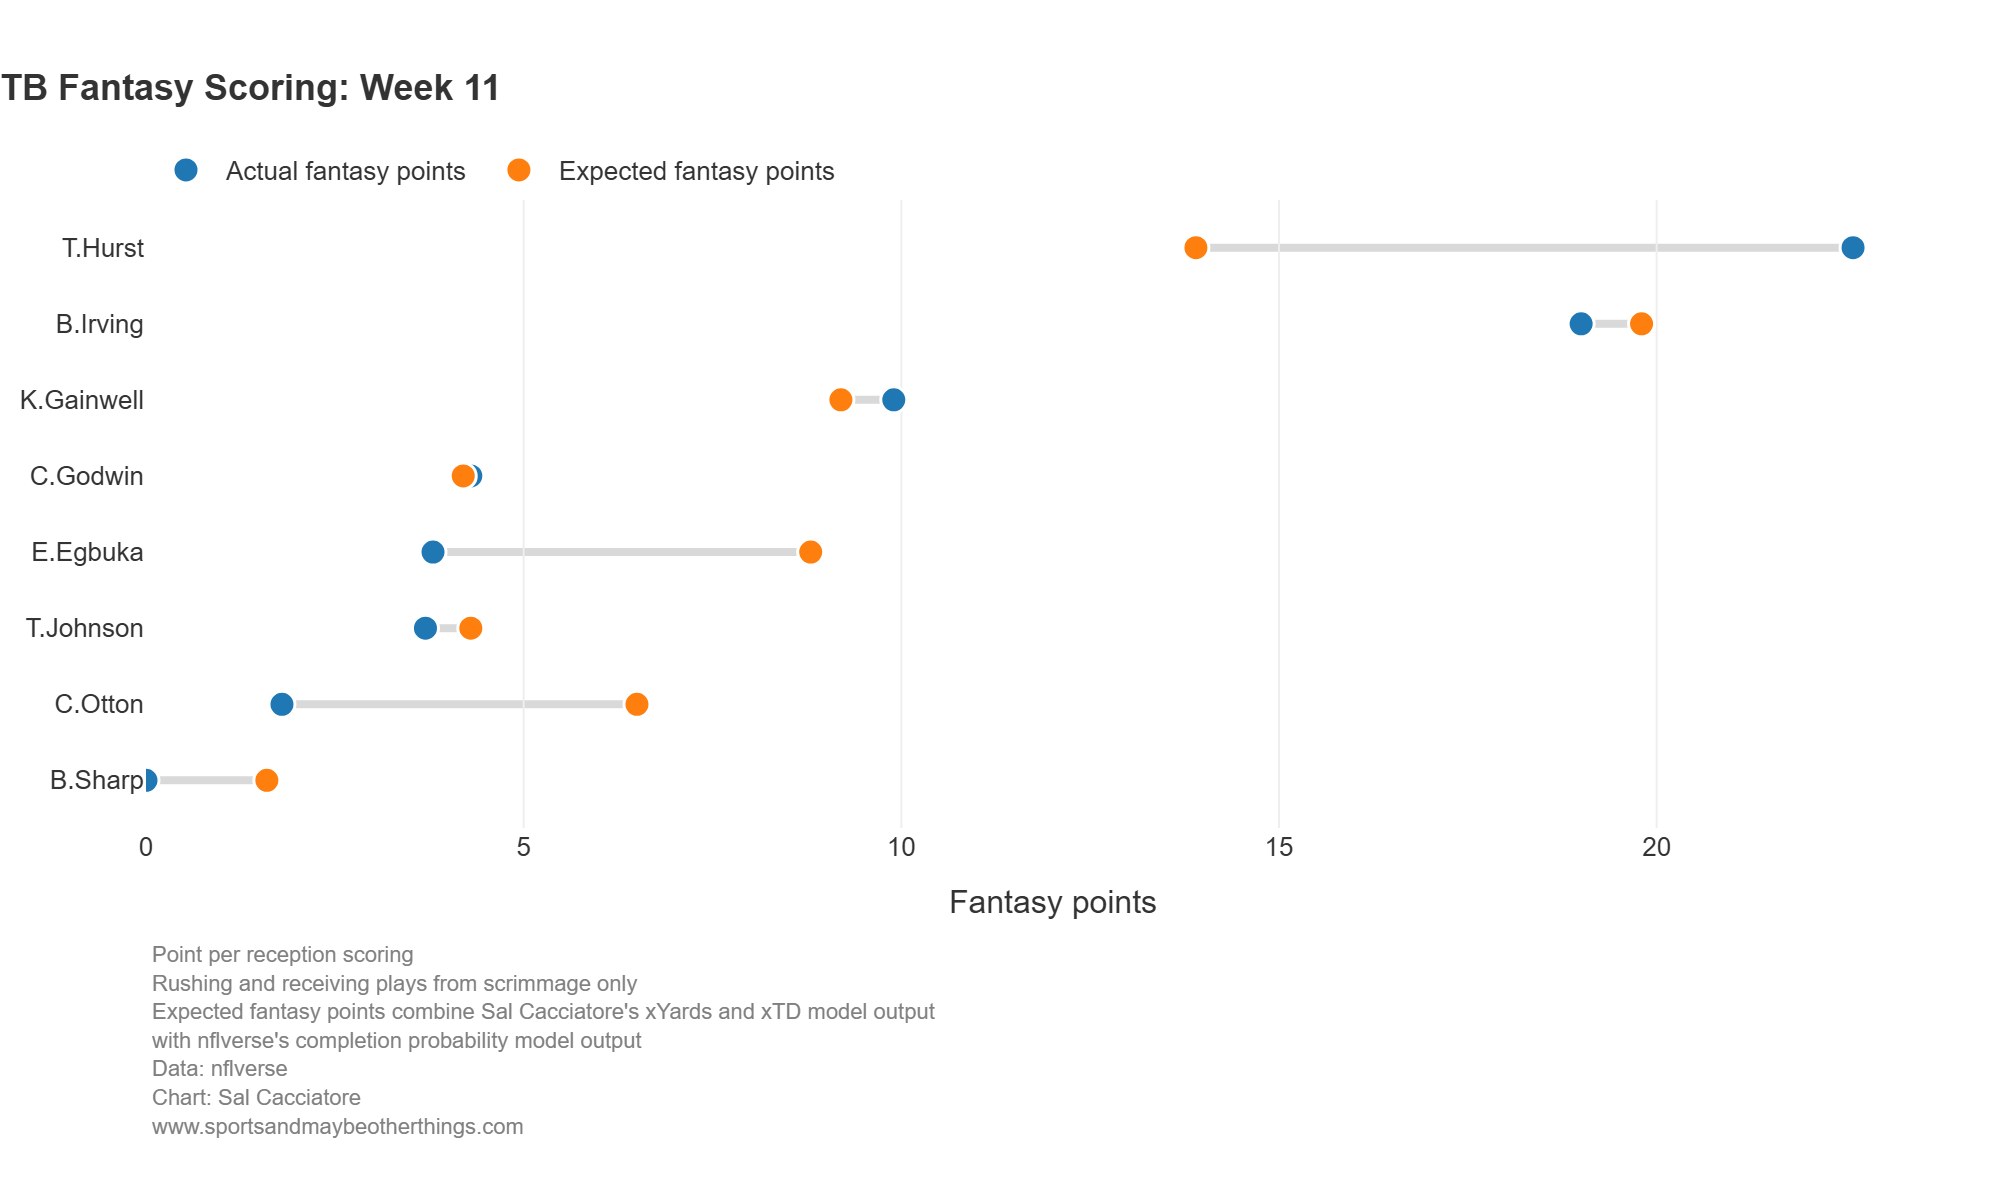 TB Fantasy Scoring: Week 11
Actual fantasy points
Expected fantasy points
T.Hurst
B.Irving
K.Gainwell
C.Godwin
E.Egbuka
T.Johnson
C.Otton
B.Sharp
0 5 10 15 20
Fantasy points
Point per reception scoring
Rushing and receiving plays from scrimmage only
Expected fantasy points combine Sal Cacciatore's xYards and xTD model output
with nflverse's completion probability model output
Data: nflverse
Chart: Sal Cacciatore
www.sportsandmaybeotherthings.com